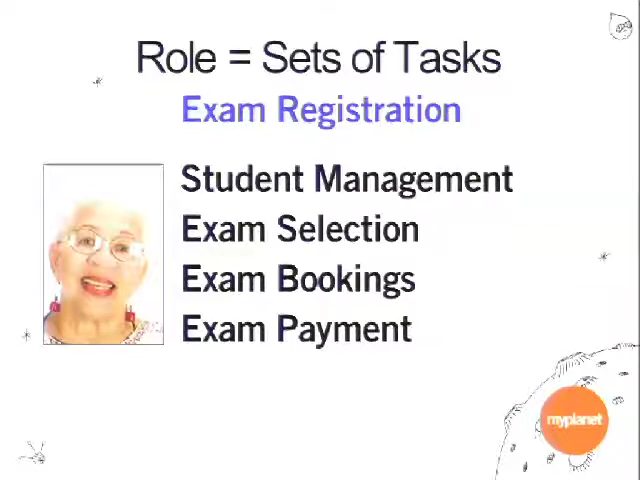 Role = Sets of Tasks
Exam Registration
Student Management
Exam Selection
Exam Bookings
Exam Payment
myplanet